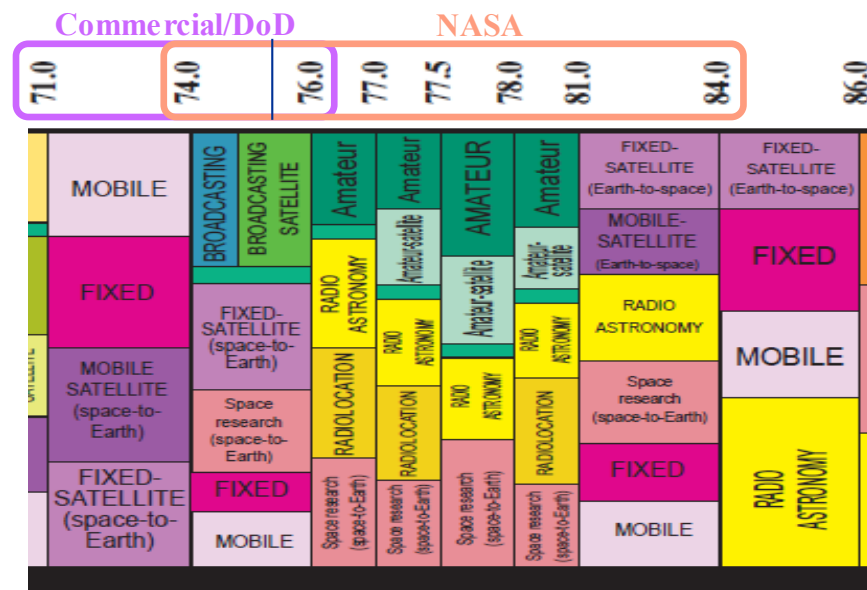 Commercial/DoD
NASA
71.0
74.0
76.0
77.0
77.5
78.0
81.0
84.0
86.0
MOBILE
FIXED
MOBILE
SATELLITE
(space-to-
Earth)
FIXED-
SATELLITE
(space-to-
Earth)
BROADCASTING
BROADCASTING
SATELLITE
FIXED-
SATELLITE
(space-to-
Earth)
Space
research
(space-to-
Earth)
FIXED
MOBILE
Amateur
RADIO
ASTRONOMY
RADIOLOCATION
Space research
(space-to-Earth)
Amateur
Amateur-satellite
RADIO
ASTRONOMY
RADIOLOCATION
Space research
(space-to-Earth)
AMATEUR
Amateur-satellite
RADIO
ASTRONOMY
Space research
(space-to-Earth)
Amateur
Amateur-
satellite
RADIO
ASTRONOMY
RADIOLOCATION
Space research
(space-to-Earth)
FIXED-
SATELLITE
(Earth-to-space)
MOBILE-
SATELLITE
(Earth-to-space)
RADIO
ASTRONOMY
Space
research
(space-to-Earth)
FIXED
MOBILE
FIXED-
SATELLITE
(Earth-to-space)
FIXED
MOBILE
RADIO
ASTRONOMY